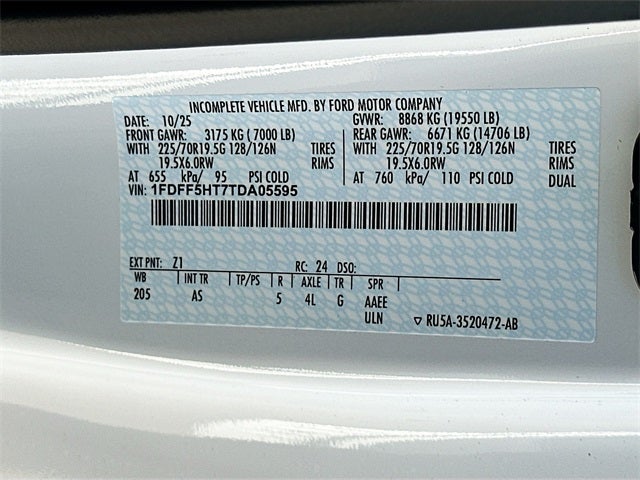 INCOMPLETE VEHICLE MFD. BY FORD MOTOR COMPANY
DATE: 10/25 GVWR: 8868 KG (19550 LB)
FRONT GAWR: 3175 KG ( 7000 LB) REAR GAWR: 6671 KG (14706 LB)
WITH 225/70R19.5G 128/126N TIRES WITH 225/70R19.5G 128/126N TIRES
19.5X6.0RW RIMS 19.5X6.0RW RIMS
AT 655 kPa/ 95 PSI COLD AT 760 kPa/ 110 PSI COLD DUAL
VIN: 1FDFF5HT7TDA05595
EXT PNT: Z1 RC: 24 DSO:
WB INT TR TP/PS R AXLE TR SPR
205 AS 5 4L G AAEE
ULN ▽ RU5A-3520472-AB